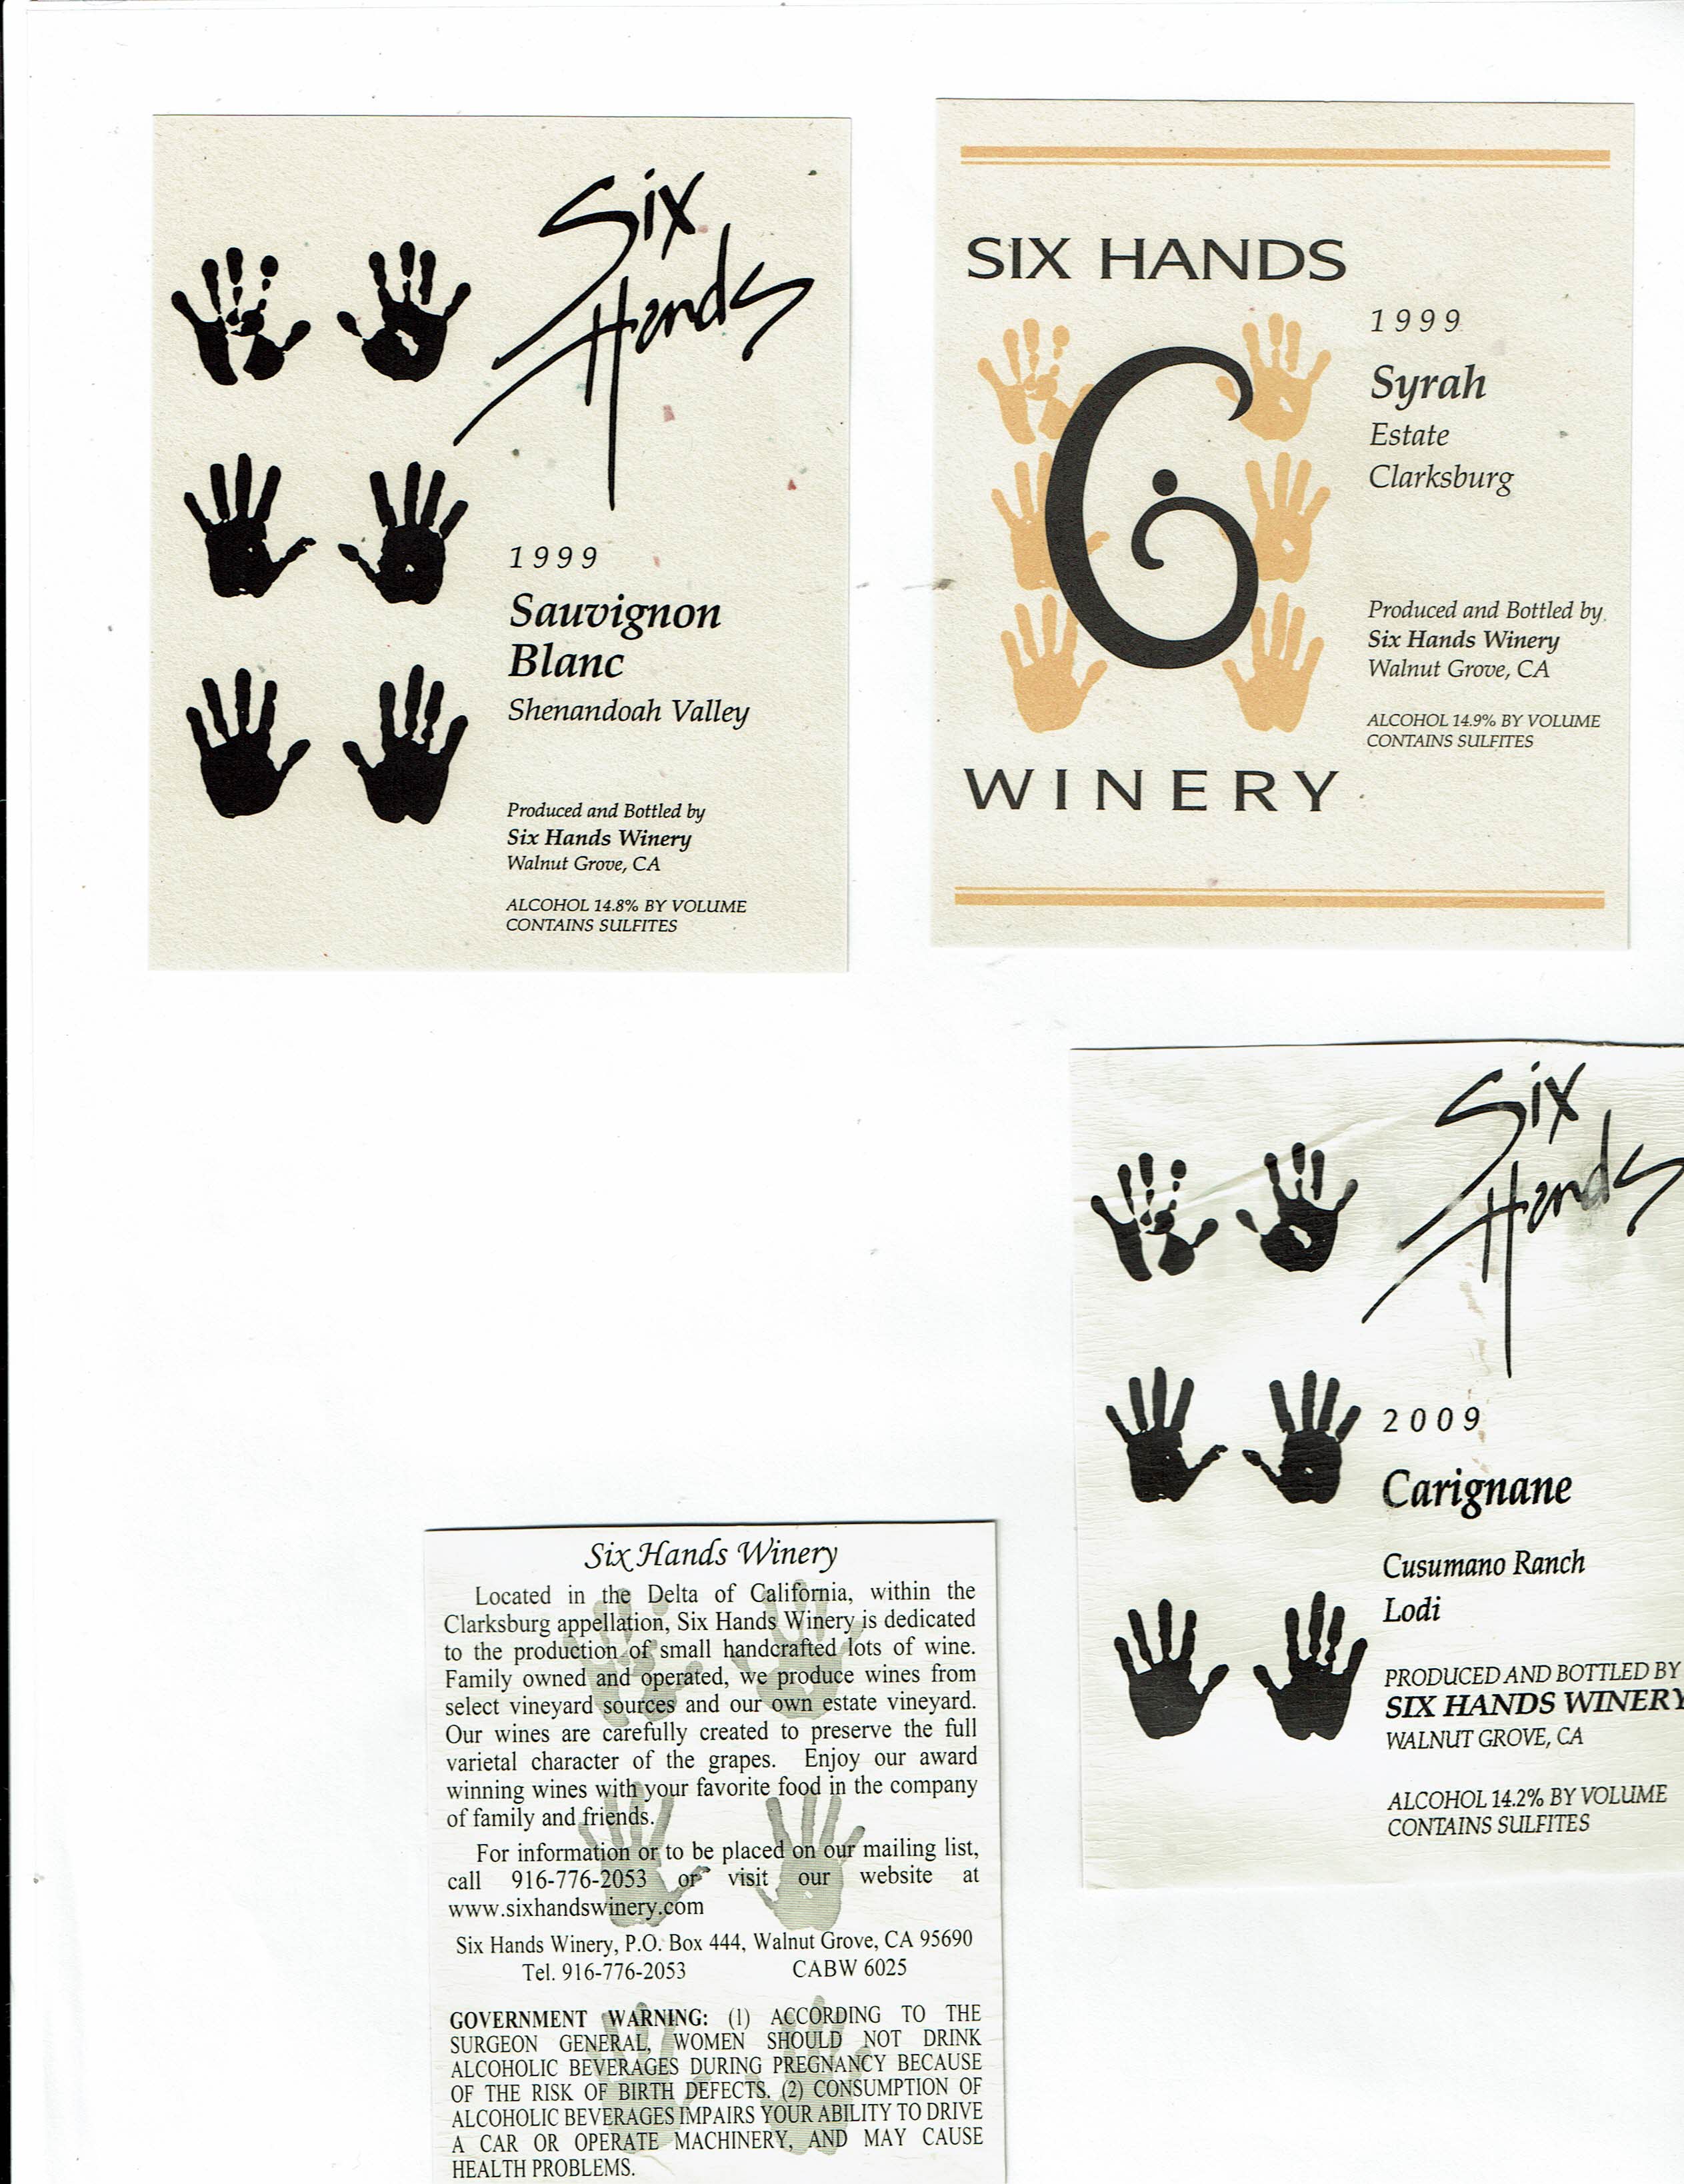 Six
Hands
1999
Sauvignon
Blanc
Shenandoah Valley
Produced and Bottled by
Six Hands Winery
Walnut Grove, CA
ALCOHOL 14.8% BY VOLUME
CONTAINS SULFITES
SIX HANDS
6
1999
Syrah
Estate
Clarksburg
Produced and Bottled by
Six Hands Winery
Walnut Grove, CA
ALCOHOL 14.9% BY VOLUME
CONTAINS SULFITES
WINERY
Six
Hands
2009
Carignane
Cusumano Ranch
Lodi
PRODUCED AND BOTTLED BY
SIX HANDS WINERY
WALNUT GROVE, CA
ALCOHOL 14.2% BY VOLUME
CONTAINS SULFITES
Six Hands Winery
Located in the Delta of California, within the
Clarksburg appellation, Six Hands Winery is dedicated
to the production of small handcrafted lots of wine.
Family owned and operated, we produce wines from
select vineyard sources and our own estate vineyard.
Our wines are carefully created to preserve the full
varietal character of the grapes. Enjoy our award
winning wines with your favorite food in the company
of family and friends.
For information or to be placed on our mailing list,
call 916-776-2053 or visit our website at
www.sixhandswinery.com
Six Hands Winery, P.O. Box 444, Walnut Grove, CA 95690
Tel. 916-776-2053 CABW 6025
GOVERNMENT WARNING: (1) ACCORDING TO THE
SURGEON GENERAL, WOMEN SHOULD NOT DRINK
ALCOHOLIC BEVERAGES DURING PREGNANCY BECAUSE
OF THE RISK OF BIRTH DEFECTS. (2) CONSUMPTION OF
ALCOHOLIC BEVERAGES IMPAIRS YOUR ABILITY TO DRIVE
A CAR OR OPERATE MACHINERY, AND MAY CAUSE
HEALTH PROBLEMS.